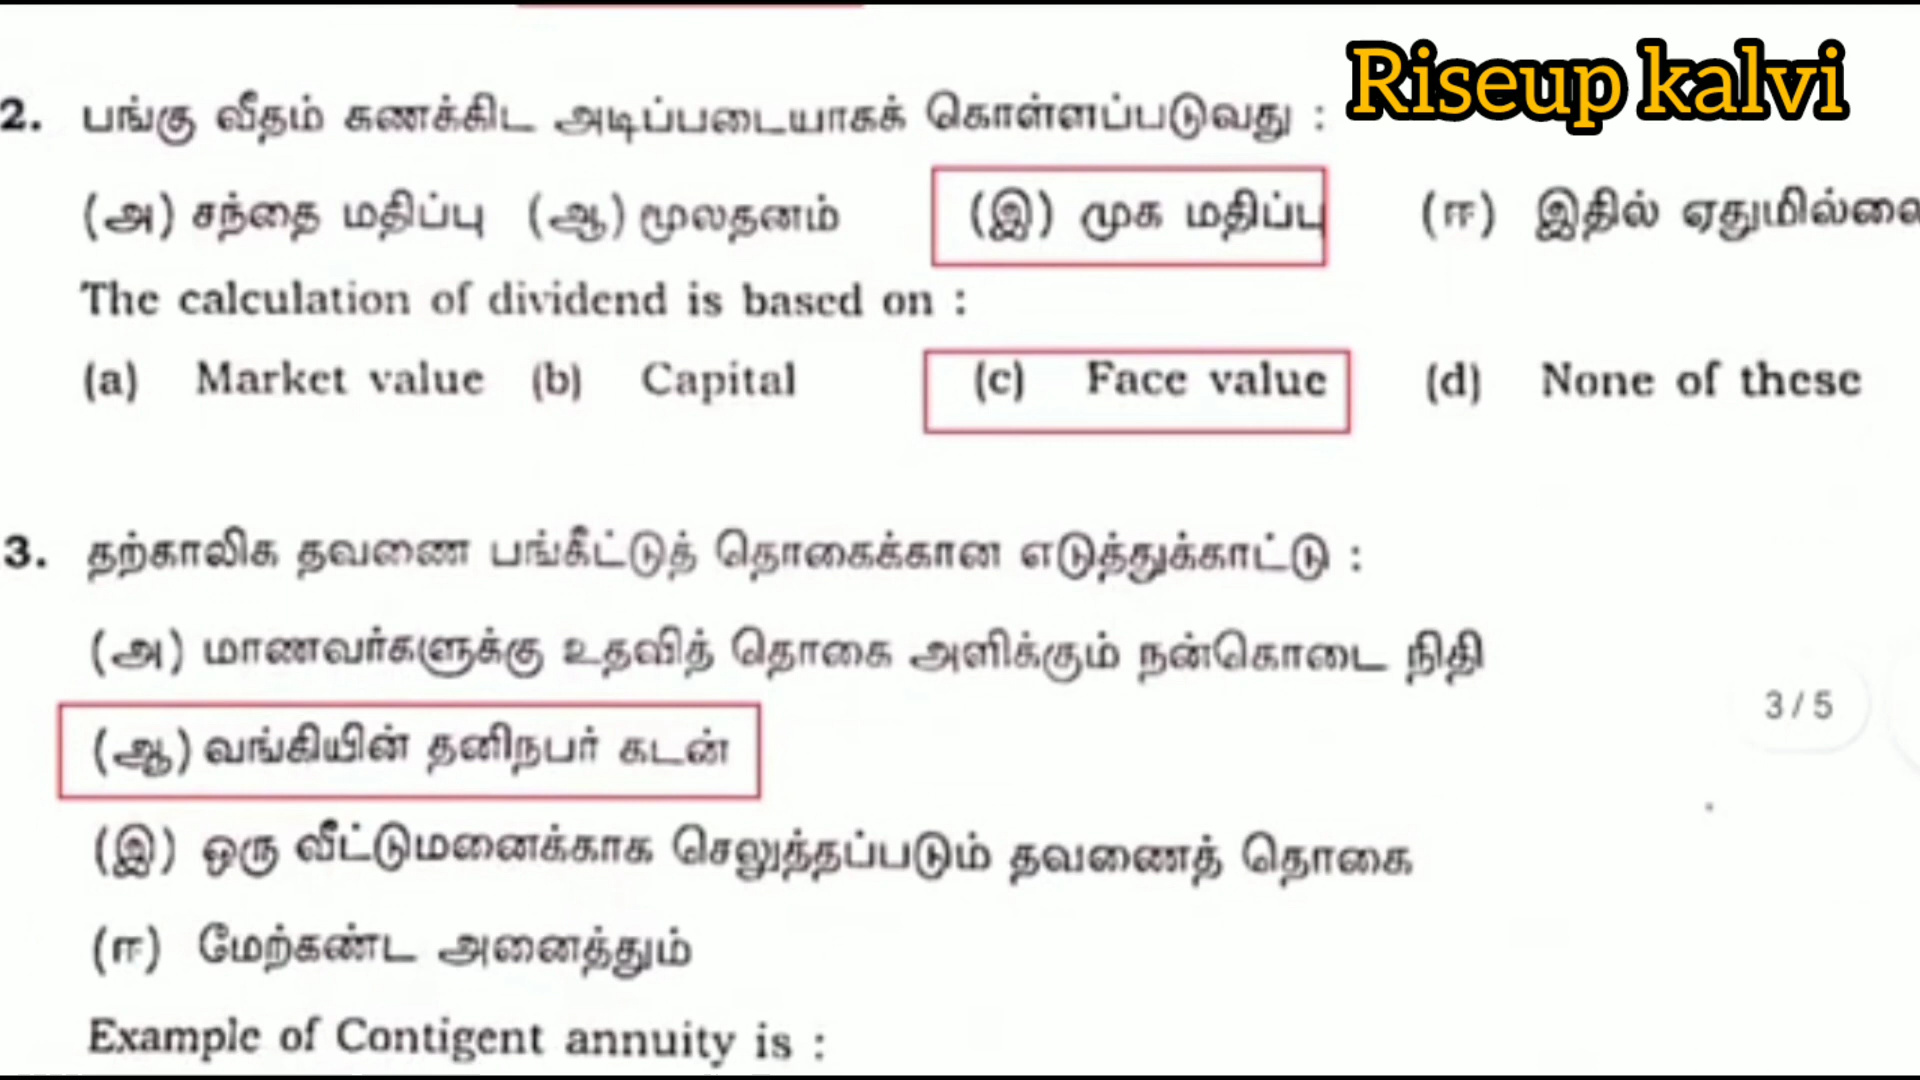 Riseup kalvi
2. பங்கு வீதம் கணக்கிட அடிப்படையாகக் கொள்ளப்படுவது :
(அ) சந்தை மதிப்பு (ஆ) மூலதனம் (இ) முக மதிப்பு (ஈ) இதில் ஏதுமில்லை
The calculation of dividend is based on :
(a) Market value (b) Capital (c) Face value (d) None of these
3. தற்காலிக தவணை பங்கீட்டுத் தொகைக்கான எடுத்துக்காட்டு :
(அ) மாணவர்களுக்கு உதவித் தொகை அளிக்கும் நன்கொடை நிதி
3 / 5
(ஆ) வங்கியின் தனிநபர் கடன்
(இ) ஒரு வீட்டுமனைக்காக செலுத்தப்படும் தவணைத் தொகை
(ஈ) மேற்கண்ட அனைத்தும்
Example of Contigent annuity is :